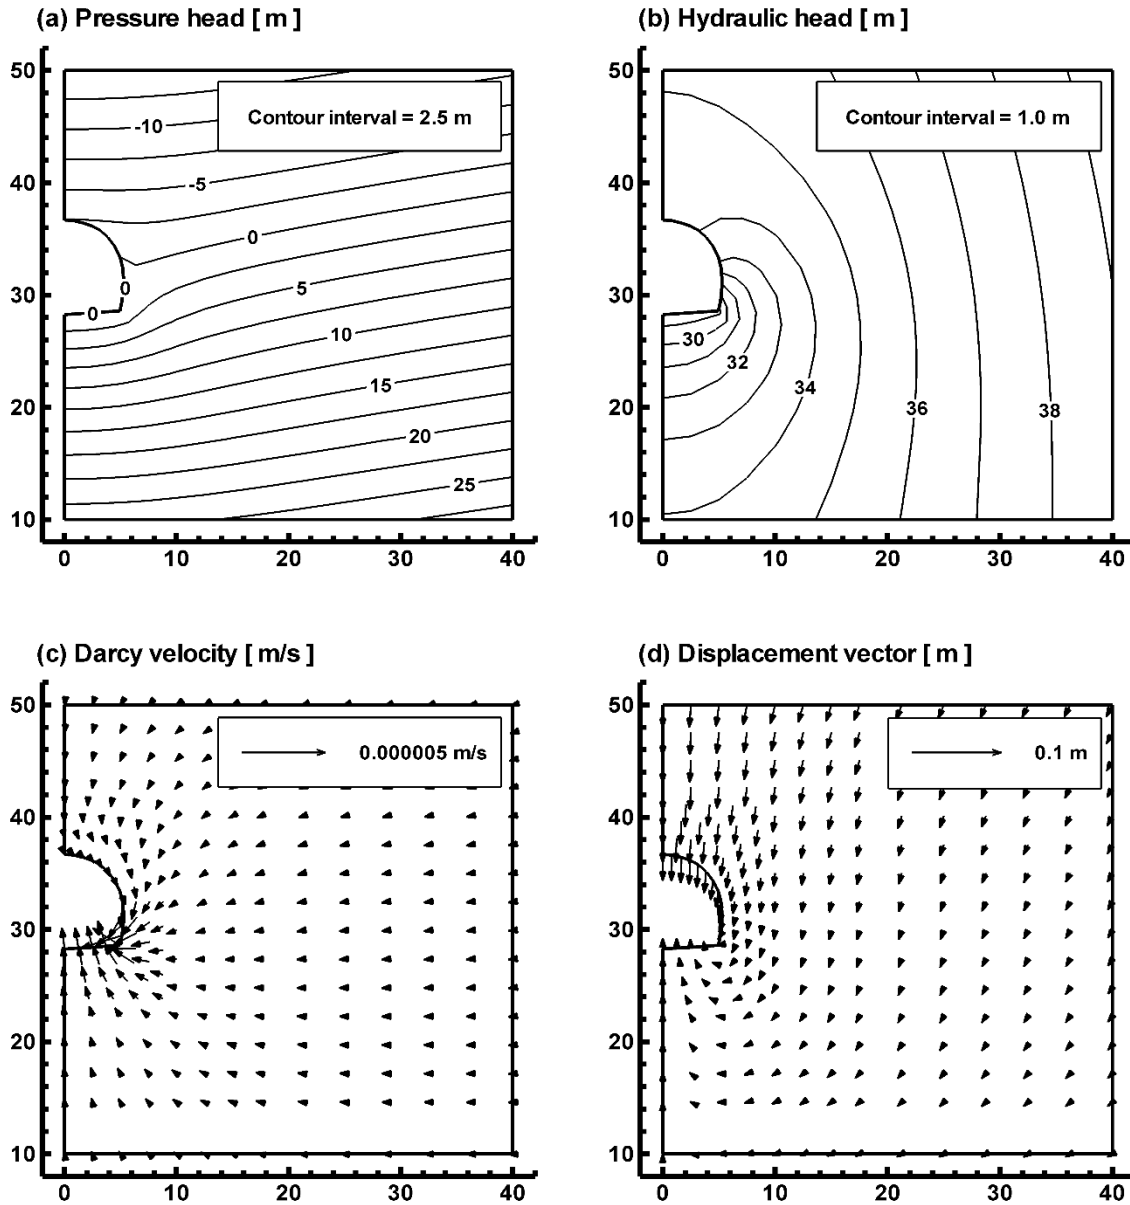 (a) Pressure head [ m ]
(b) Hydraulic head [ m ]
50
Contour interval = 2.5 m
-10
40
-5
0
30
0
5
0
10
20
15
20
25
10
0 10 20 30 40
50
Contour interval = 1.0 m
40
30
30
32
34
36
38
20
10
0 10 20 30 40
(c) Darcy velocity [ m/s ]
(d) Displacement vector [ m ]
50
0.000005 m/s
40
30
20
10
0 10 20 30 40
50
0.1 m
40
30
20
10
0 10 20 30 40